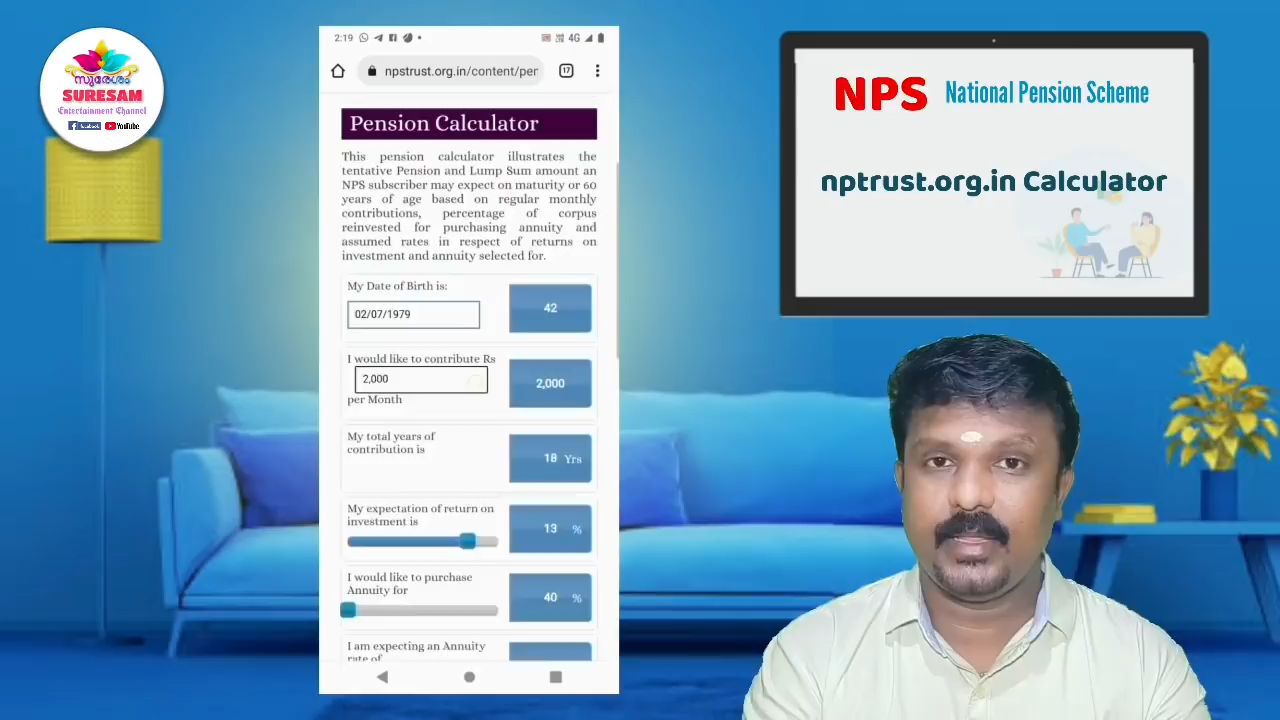 സുരേശം
SURESAM
Entertainment Channel
facebook YouTube
2:19
4G
npstrust.org.in/content/per
17
Pension Calculator
This pension calculator illustrates the
tentative Pension and Lump Sum amount an
NPS subscriber may expect on maturity or 60
years of age based on regular monthly
contributions, percentage of corpus
reinvested for purchasing annuity and
assumed rates in respect of returns on
investment and annuity selected for.
My Date of Birth is:
02/07/1979
42
I would like to contribute Rs
2,000
per Month
2,000
My total years of
contribution is
18 Yrs
My expectation of return on
investment is
13 %
I would like to purchase
Annuity for
40 %
I am expecting an Annuity
rate of
NPS National Pension Scheme
nptrust.org.in Calculator